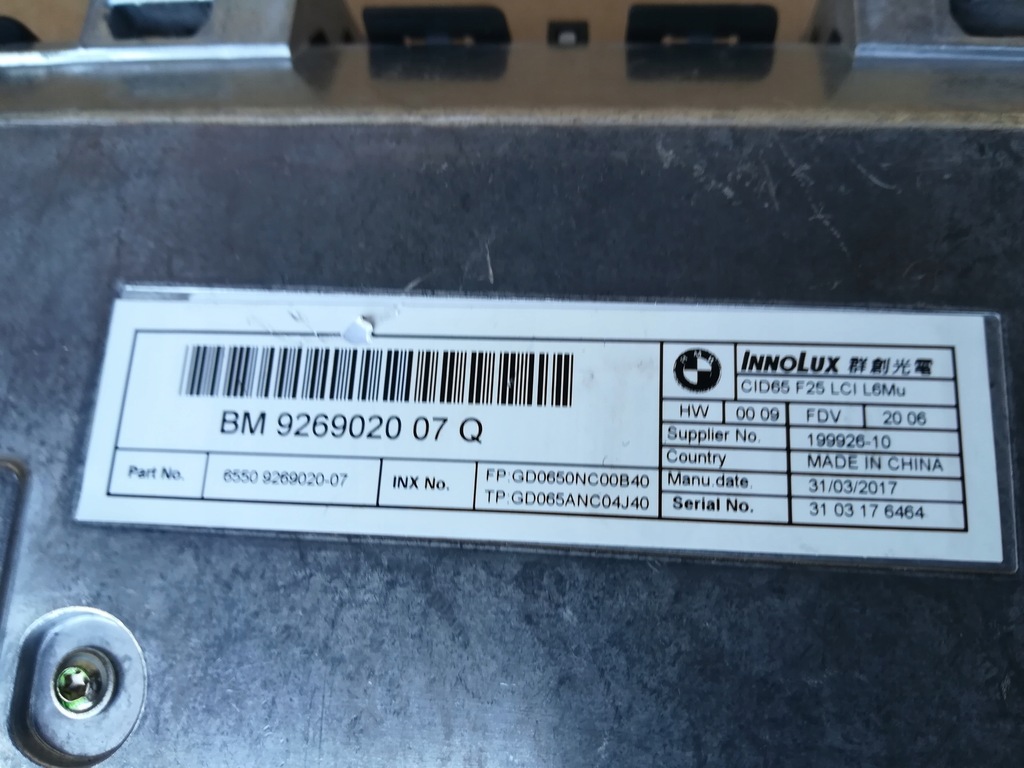 BM 9269020 07 Q
Part No.
6550 9269020-07
INX No.
FP:GD0650NC00B40
TP:GD065ANC04J40
BMW
INNOLUX 群創光電
CID65 F25 LCI L6Mu
HW 00 09 FDV 20 06
Supplier No. 199926-10
Country MADE IN CHINA
Manu.date. 31/03/2017
Serial No. 31 03 17 6464